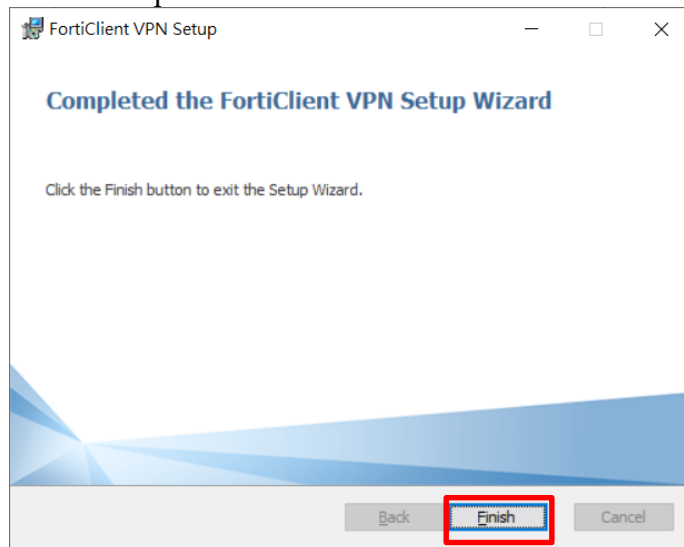 FortiClient VPN Setup
Completed the FortiClient VPN Setup Wizard
Click the Finish button to exit the Setup Wizard.
Back
Finish
Cancel